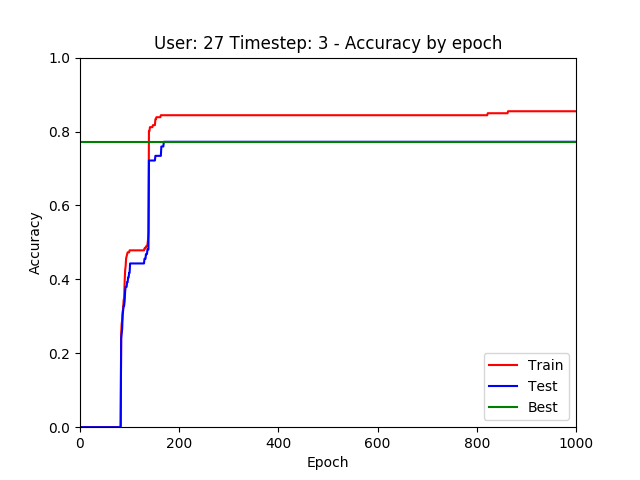 User: 27 Timestep: 3 - Accuracy by epoch
1.0
0.8
0.6
0.4
0.2
0.0
Accuracy
0 200 400 600 800 1000
Epoch
Train
Test
Best